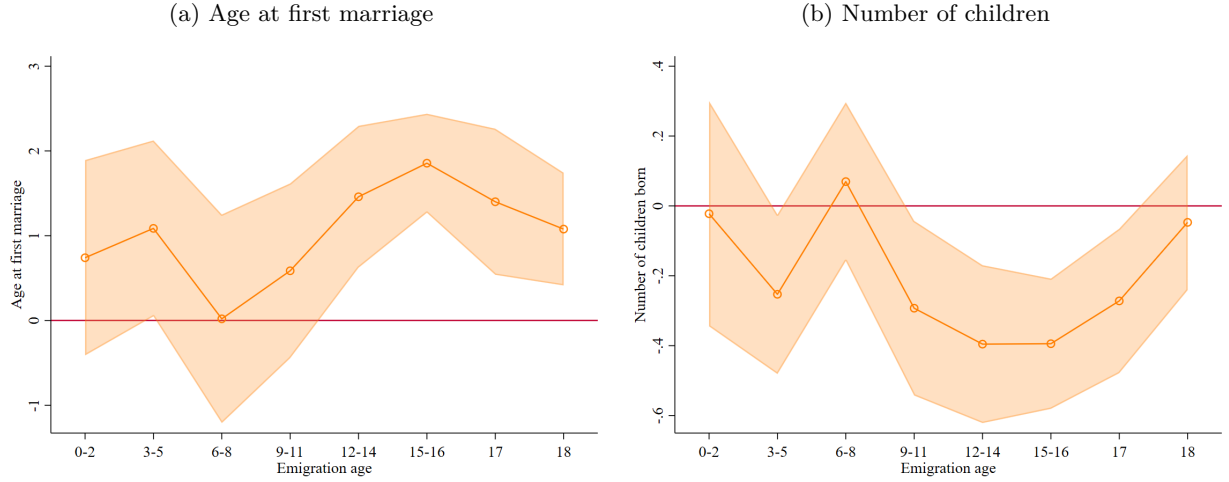 (a) Age at first marriage
Age at first marriage
3
2
1
0
-1
0-2 3-5 6-8 9-11 12-14 15-16 17 18
Emigration age
(b) Number of children
Number of children born
.4
.2
0
-.2
-.4
-.6
0-2 3-5 6-8 9-11 12-14 15-16 17 18
Emigration age